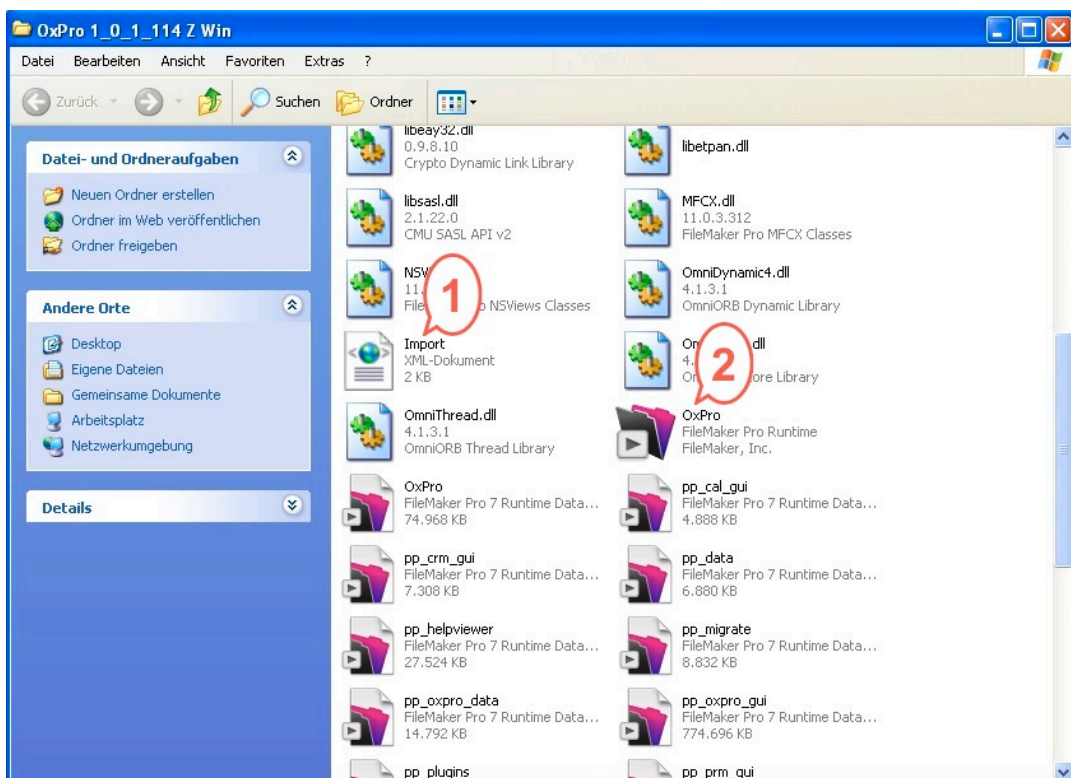 OxPro 1_0_1_114 Z Win
Datei Bearbeiten Ansicht Favoriten Extras ?
Zurück Suchen Ordner
Datei- und Ordneraufgaben
Neuen Ordner erstellen
Ordner im Web veröffentlichen
Ordner freigeben
Andere Orte
Desktop
Eigene Dateien
Gemeinsame Dokumente
Arbeitsplatz
Netzwerkumgebung
Details
libeay32.dll
0.9.8.10
Crypto Dynamic Link Library
libetpan.dll
libsasl.dll
2.1.22.0
CMU SASL API v2
MFCX.dll
11.0.3.312
FileMaker Pro MFCX Classes
1
NSViews Classes
OmniDynamic4.dll
4.1.3.1
OmniORB Dynamic Library
Import
XML-Dokument
2 KB
2
dll
Library
OmniThread.dll
4.1.3.1
OmniORB Thread Library
OxPro
FileMaker Pro Runtime
FileMaker, Inc.
OxPro
FileMaker Pro 7 Runtime Data...
74.968 KB
pp_cal_gui
FileMaker Pro 7 Runtime Data...
4.888 KB
pp_crm_gui
FileMaker Pro 7 Runtime Data...
7.308 KB
pp_data
FileMaker Pro 7 Runtime Data...
6.880 KB
pp_helpviewer
FileMaker Pro 7 Runtime Data...
27.524 KB
pp_migrate
FileMaker Pro 7 Runtime Data...
8.832 KB
pp_oxpro_data
FileMaker Pro 7 Runtime Data...
14.792 KB
pp_oxpro_gui
FileMaker Pro 7 Runtime Data...
774.696 KB
pp_plugins
pp_prm_gui